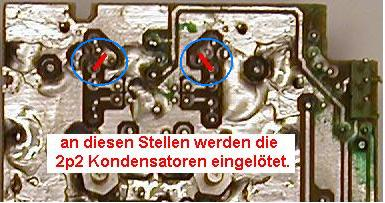 an diesen Stellen werden die
2p2 Kondensatoren eingelötet.